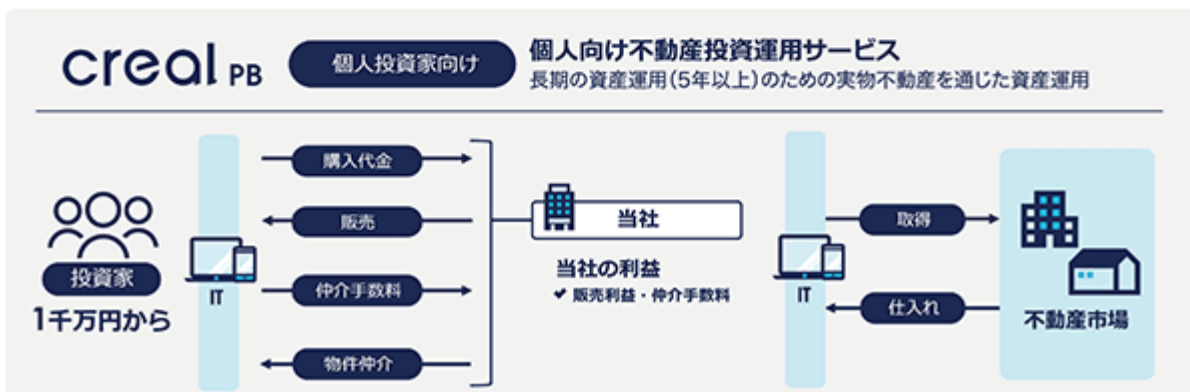 creal PB
個人投資家向け
個人向け不動産投資運用サービス
長期の資産運用(5年以上)のための実物不動産を通じた資産運用
購入代金
販売
仲介手数料
物件仲介
投資家
1千万円から
IT
当社
当社の利益
✔ 販売利益・仲介手数料
IT
取得
仕入れ
不動産市場